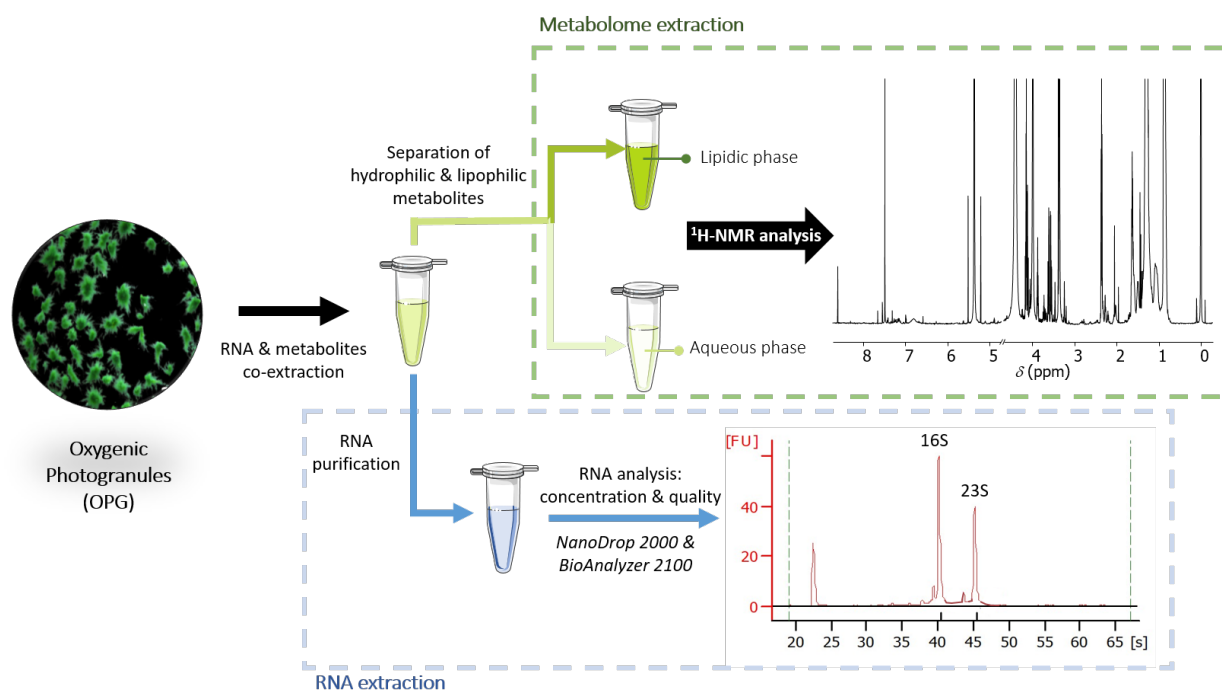 Metabolome extraction
Separation of
hydrophilic & lipophilic
metabolites
Lipidic phase
¹H-NMR analysis
Aqueous phase
8 7 6 5 4 3 2 1 0
δ (ppm)
RNA & metabolites
co-extraction
Oxygenic
Photogranules
(OPG)
RNA
purification
RNA analysis:
concentration & quality
NanoDrop 2000 &
BioAnalyzer 2100
[FU]
16S
23S
40
20
0
20 25 30 35 40 45 50 55 60 65 [s]
RNA extraction